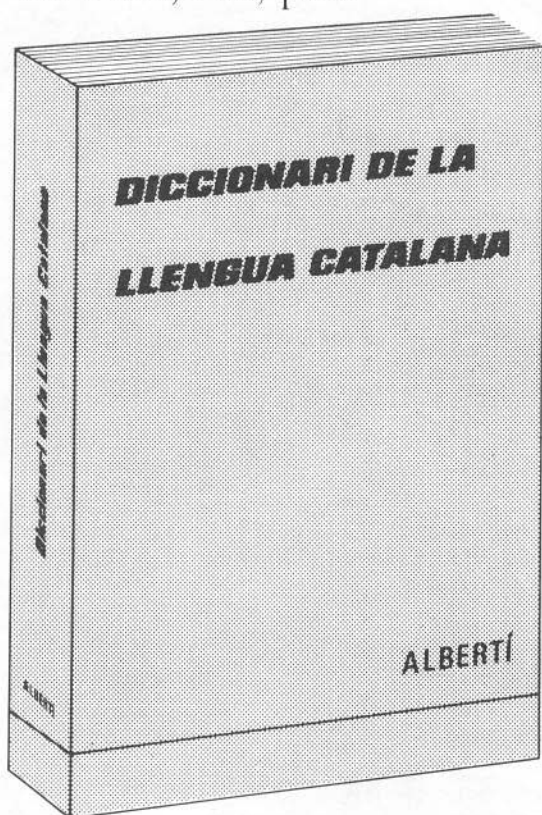 DICCIONARI DE LA
LLENGUA CATALANA
ALBERTÍ
Diccionari de la Llengua Catalana
ALBERTÍ